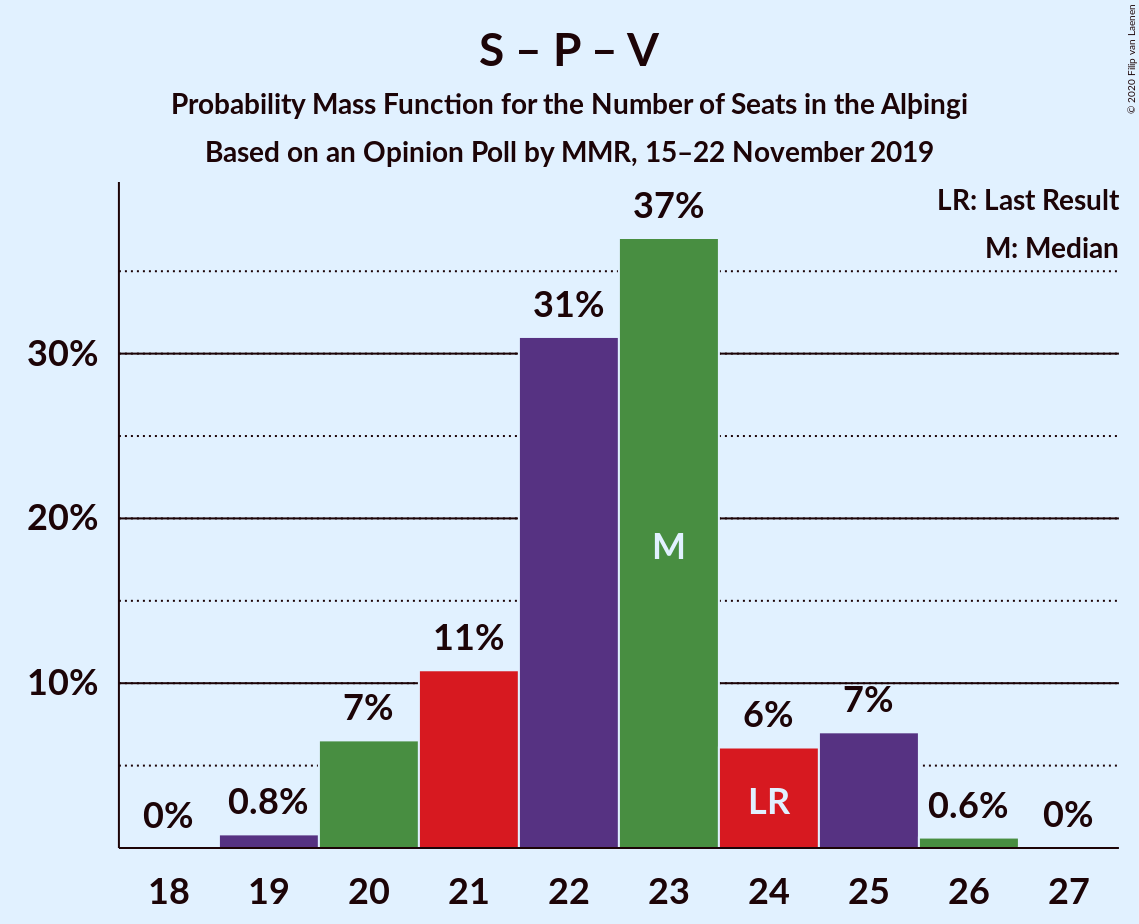 S – P – V
Probability Mass Function for the Number of Seats in the Alþingi
Based on an Opinion Poll by MMR, 15–22 November 2019
© 2020 Filip van Laenen
LR: Last Result
M: Median
37%
31%
30%
20%
M
11%
10%
7%
6%
7%
LR
0%
0.8%
0.6%
0%
18 19 20 21 22 23 24 25 26 27